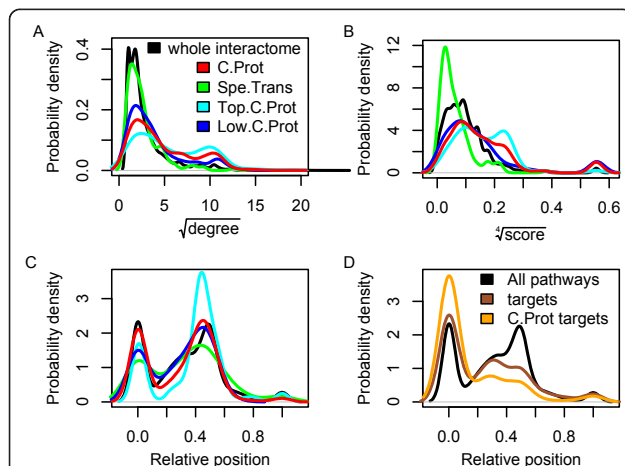 A
whole interactome
C.Prot
Spe.Trans
Top.C.Prot
Low.C.Prot
Probability density
0.0
0.2
0.4
0
5
10
15
20
√degree
B
Probability density
0
4
8
12
0.0
0.2
0.4
0.6
∜score
C
Probability density
0
1
2
3
0.0
0.4
0.8
Relative position
D
All pathways
targets
C.Prot targets
Probability density
0
1
2
3
0.0
0.4
0.8
Relative position